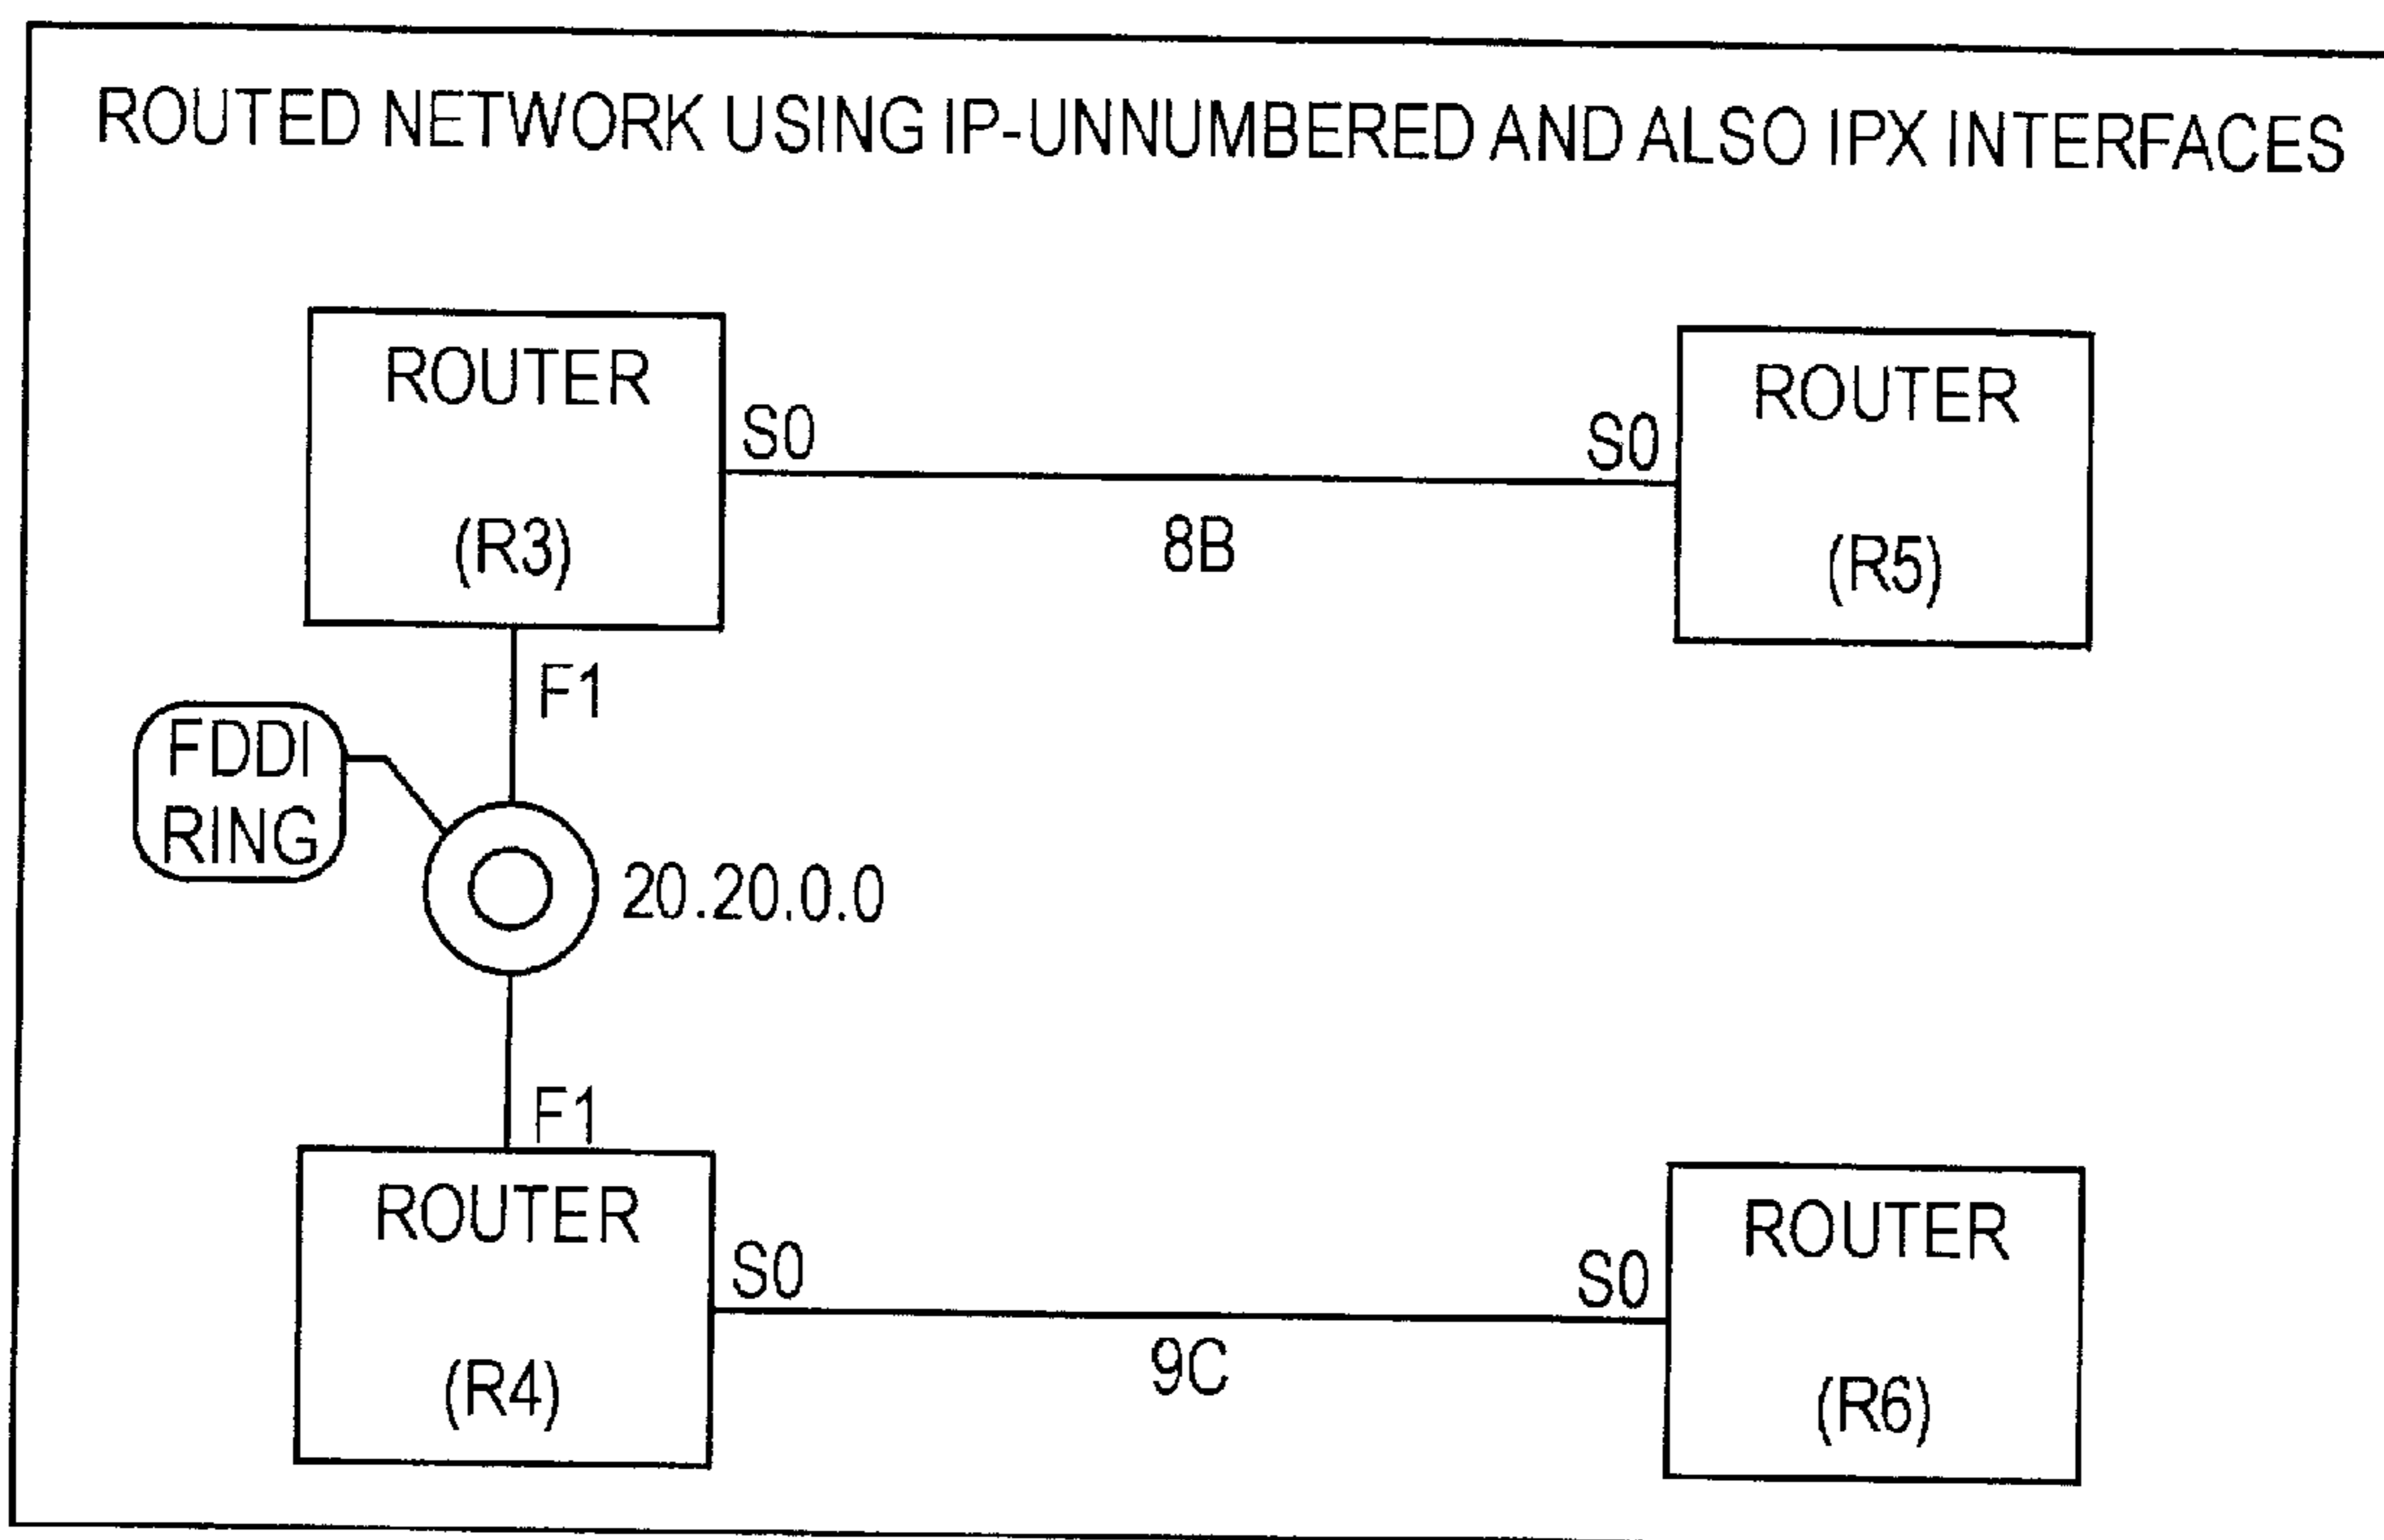 ROUTED NETWORK USING IP-UNNUMBERED AND ALSO IPX INTERFACES
ROUTER
(R3)
S0
8B
S0
ROUTER
(R5)
F1
FDDI
RING
20.20.0.0
F1
ROUTER
(R4)
S0
9C
S0
ROUTER
(R6)